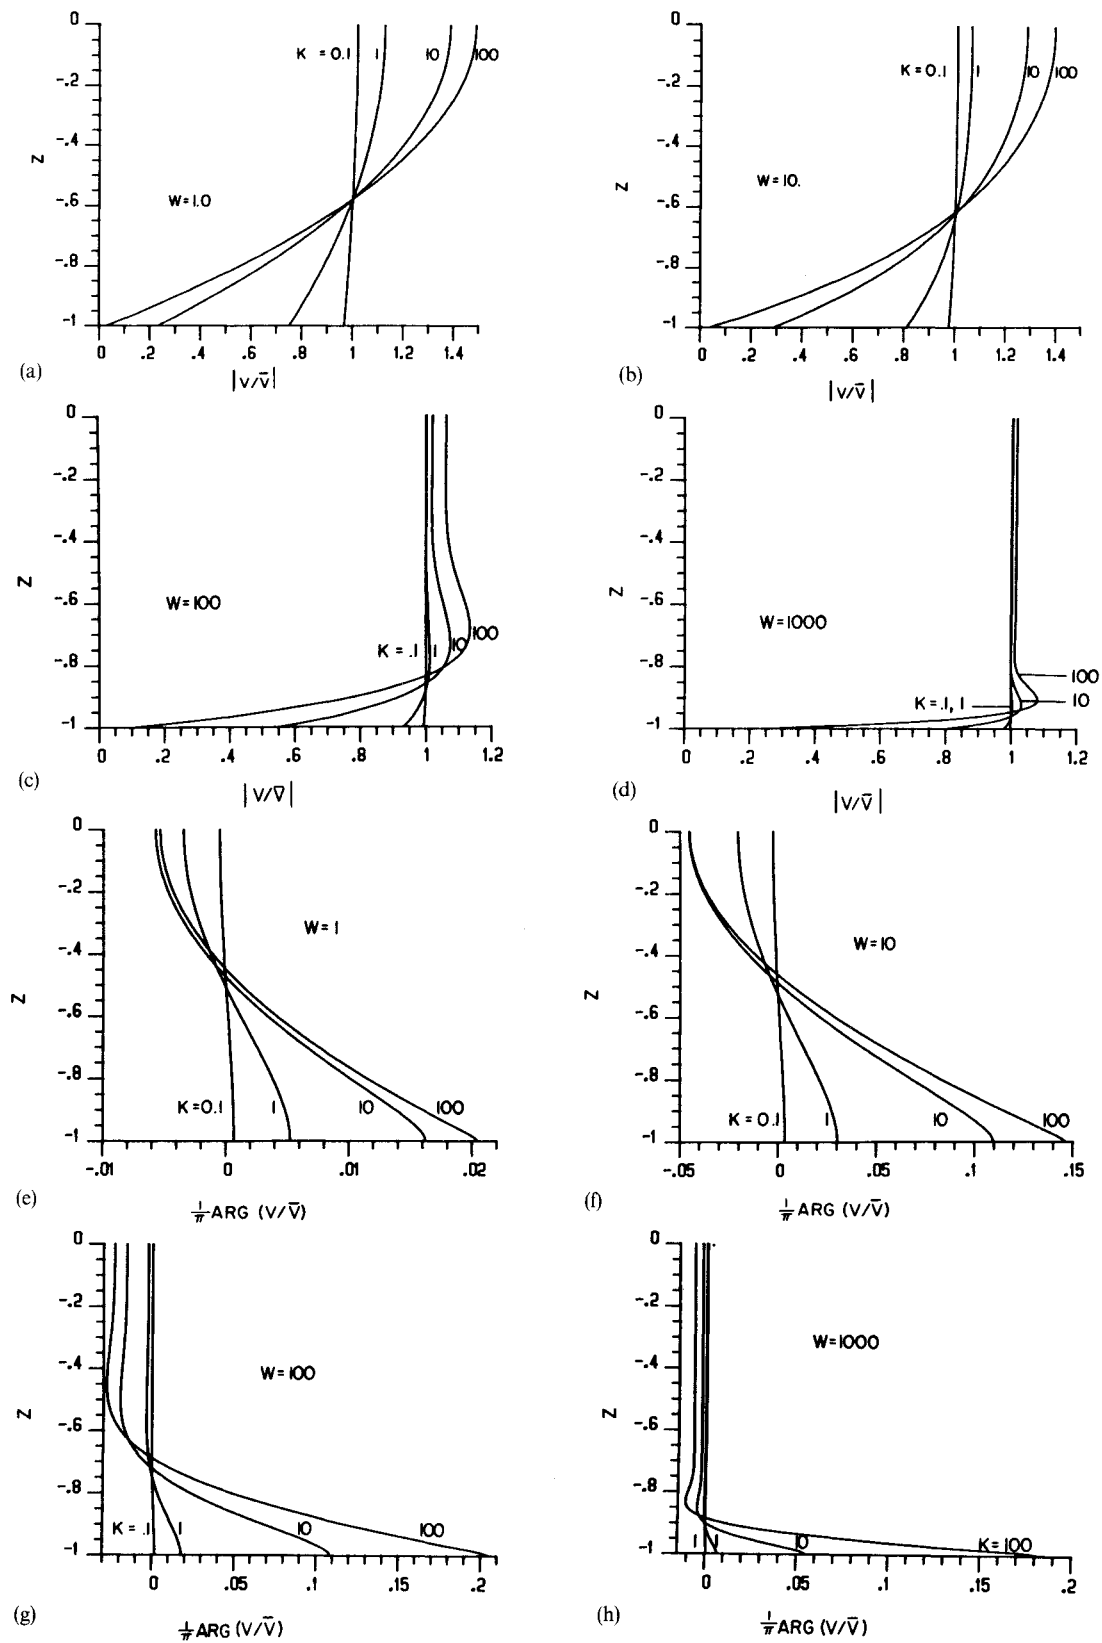 0
-.2
-.4
-.6
-.8
-1
Z
K = 0.1 1 10 100
W=1.0
0 .2 .4 .6 .8 1 1.2 1.4
(a)
|V/V̅|
0
-.2
-.4
-.6
-.8
-1
Z
K = 0.1 1 10 100
W=10.
0 .2 .4 .6 .8 1 1.2 1.4
(b)
|V/V̅|
0
-.2
-.4
-.6
-.8
-1
Z
W=100
K= .1 1 10 100
0 .2 .4 .6 .8 1 1.2
(c)
|V/V̅|
0
-.2
-.4
-.6
-.8
-1
Z
W=1000
100
K=.1, 1
10
0 .2 .4 .6 .8 1 1.2
(d)
|V/V̅|
0
-.2
-.4
-.6
-.8
-1
Z
W= 1
K=0.1 1 10 100
-.01 0 .01 .02
(e)
1/π ARG (V/V̅)
0
-.2
-.4
-.6
-.8
-1
Z
W=10
K=0.1 1 10 100
-.05 0 .05 .1 .15
(f)
1/π ARG (V/V̅)
0
-.2
-.4
-.6
-.8
-1
Z
W=100
K= .1 1 10 100
0 .05 .1 .15 .2
(g)
1/π ARG (V/V̅)
0
-.2
-.4
-.6
-.8
-1
Z
W=1000
.1 1 10 K=100
0 .05 .1 .15 .2
(h)
1/π ARG (V/V̅)